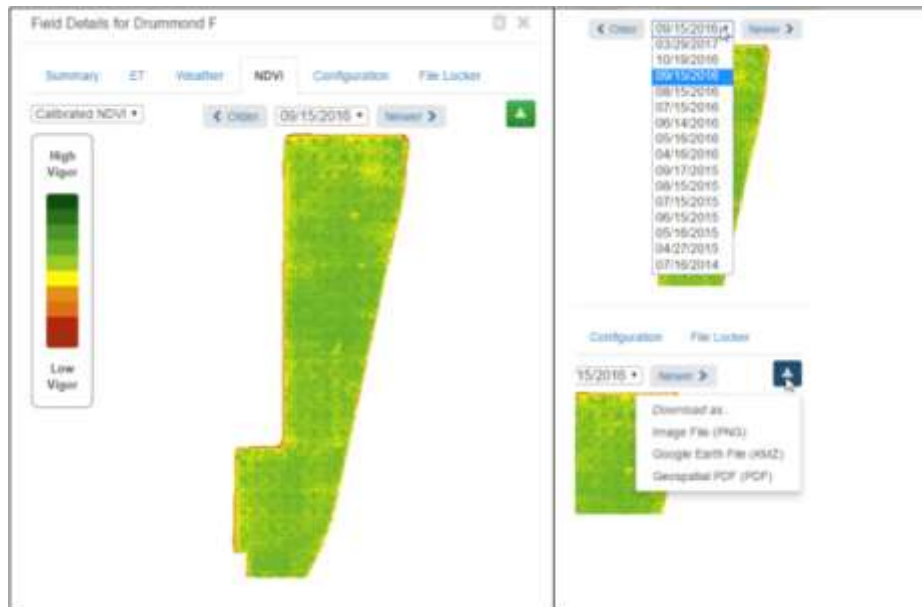 Field Details for Drummond F
Summary ET Weather NDVI Configuration File Locker
Calibrated NDVI Older 09/15/2016 Newer
High
Vigor
Low
Vigor
Older 09/15/2016 Newer
03/29/2017
10/19/2016
09/15/2016
08/15/2016
07/15/2016
06/14/2016
05/16/2016
04/16/2016
09/17/2015
08/15/2015
07/15/2015
06/15/2015
05/16/2015
04/27/2015
07/16/2014
Configuration File Locker
15/2016 Newer
Download as..
Image File (PNG)
Google Earth File (KMZ)
Geospatial PDF (PDF)